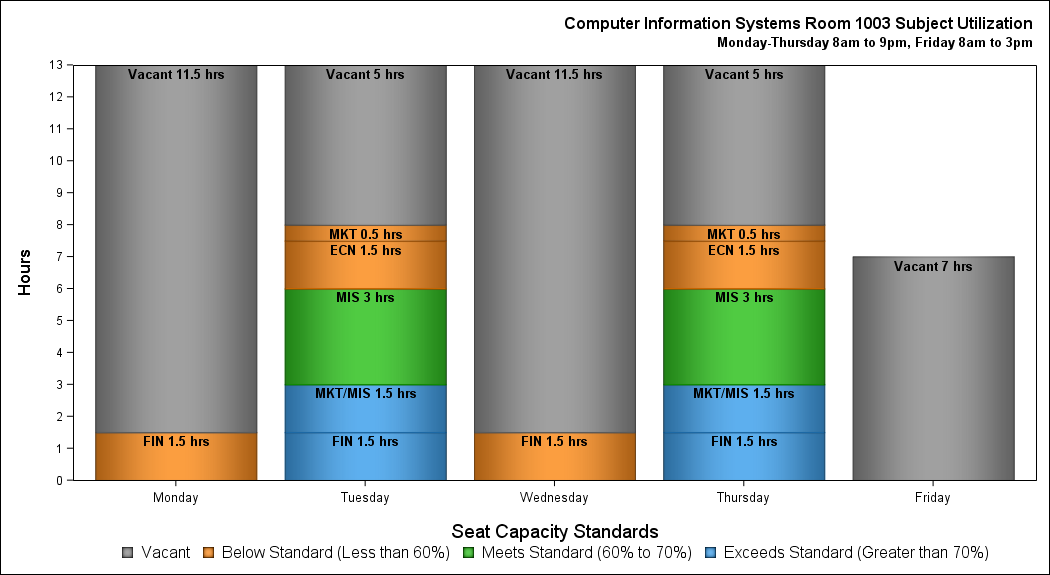 Computer Information Systems Room 1003 Subject Utilization
Monday-Thursday 8am to 9pm, Friday 8am to 3pm
Hours
13
12
11
10
9
8
7
6
5
4
3
2
1
0
Vacant 11.5 hrs
FIN 1.5 hrs
Vacant 5 hrs
MKT 0.5 hrs
ECN 1.5 hrs
MIS 3 hrs
MKT/MIS 1.5 hrs
FIN 1.5 hrs
Vacant 11.5 hrs
FIN 1.5 hrs
Vacant 5 hrs
MKT 0.5 hrs
ECN 1.5 hrs
MIS 3 hrs
MKT/MIS 1.5 hrs
FIN 1.5 hrs
Vacant 7 hrs
Monday Tuesday Wednesday Thursday Friday
Seat Capacity Standards
Vacant Below Standard (Less than 60%) Meets Standard (60% to 70%) Exceeds Standard (Greater than 70%)